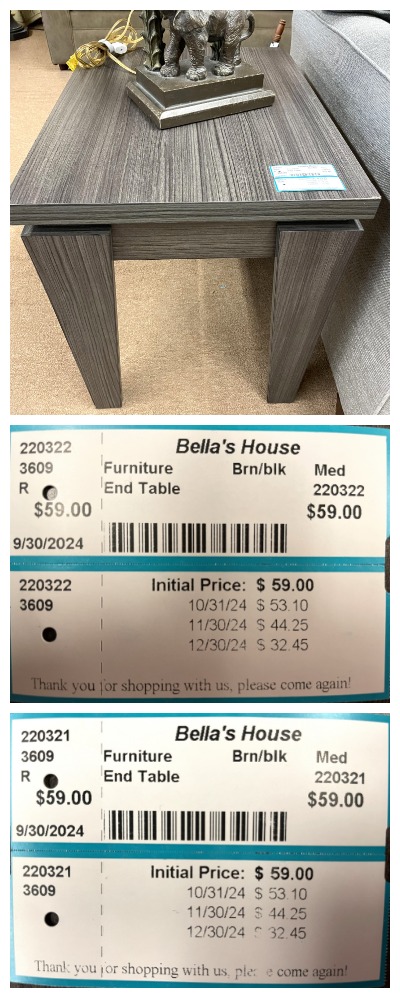 220322 Bella's House
3609 Furniture Brn/blk Med
R End Table 220322
$59.00 $59.00
9/30/2024
220322 Initial Price: $ 59.00
3609 10/31/24 $ 53.10
11/30/24 $ 44.25
12/30/24 $ 32.45
Thank you for shopping with us, please come again!
220321 Bella's House
3609 Furniture Brn/blk Med
R End Table 220321
$59.00 $59.00
9/30/2024
220321 Initial Price: $ 59.00
3609 10/31/24 $ 53.10
11/30/24 $ 44.25
12/30/24 $ 32.45
Thank you for shopping with us, please come again!